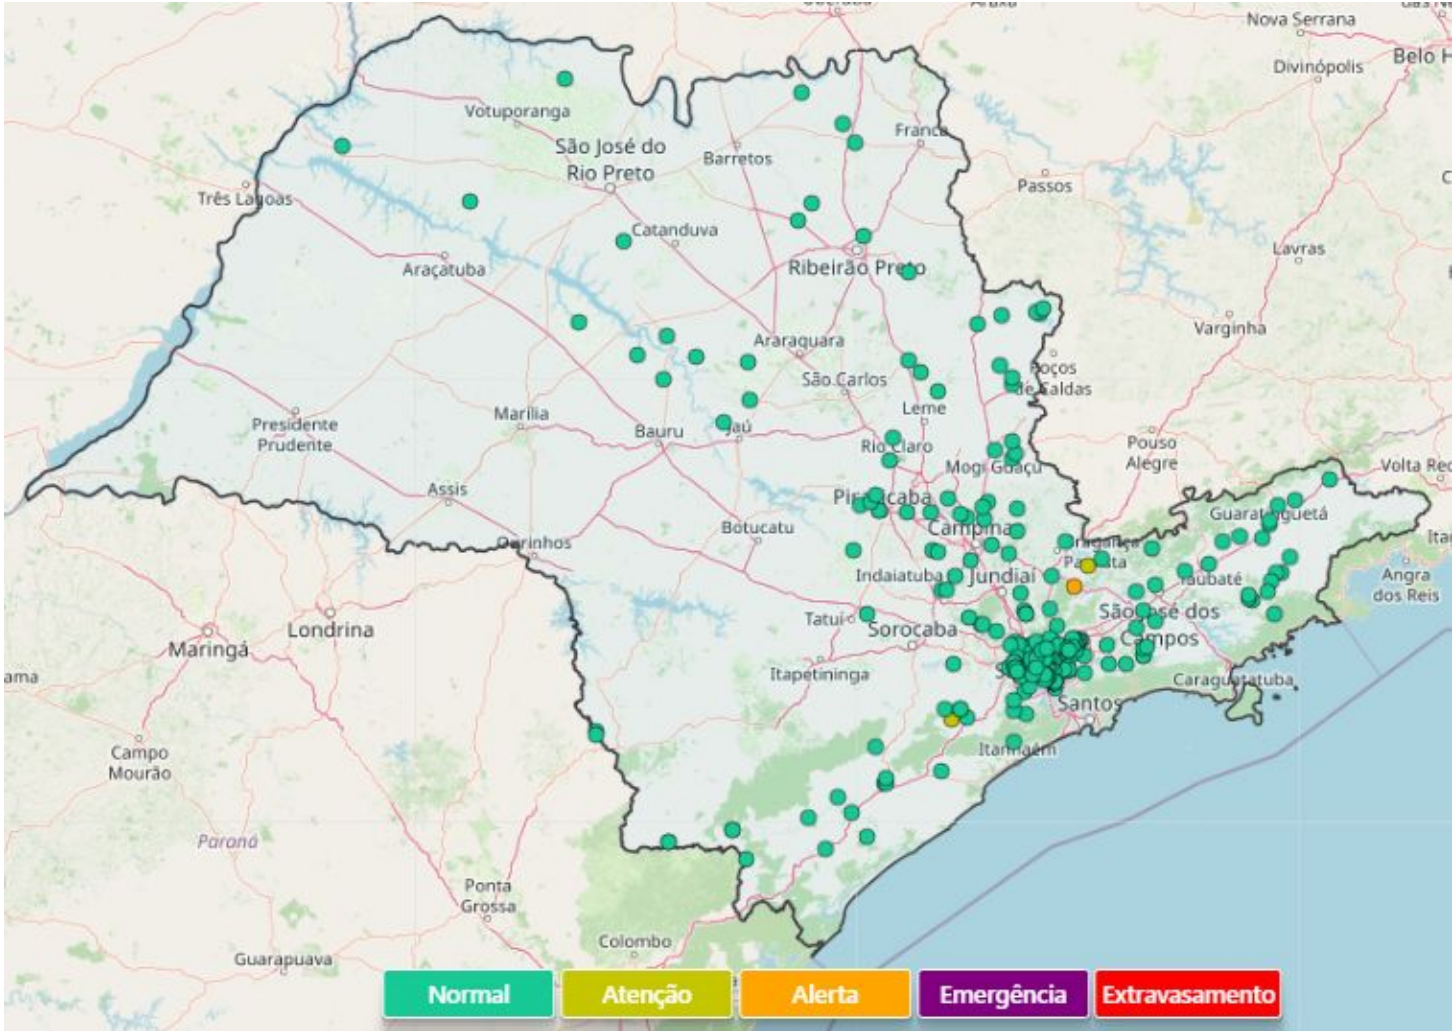 Nova Serrana
Divinópolis
Belo H
Votuporanga
São José do
Rio Preto
Barretos
Franca
Passos
Três Lagoas
Catanduva
Lavras
Araçatuba
Ribeirão Preto
Varginha
Araraquara
São Carlos
Poços
de Caldas
Leme
Marília
Presidente
Prudente
Bauru
Jaú
Rio Claro
Mogi Guaçu
Pouso
Alegre
Volta Red
Assis
Piracicaba
Guaratinguetá
Botucatu
Campina
Ourinhos
Bragança
Paulista
Indaiatuba
Jundiaí
Taubaté
Angra
dos Reis
Londrina
Tatuí
Sorocaba
São José dos
Campos
Maringá
Itapetininga
ama
Caraguatatuba
Santos
Campo
Mourão
Itanhaém
Paraná
Ponta
Grossa
Colombo
Guarapuava
Normal
Atenção
Alerta
Emergência
Extravasamento